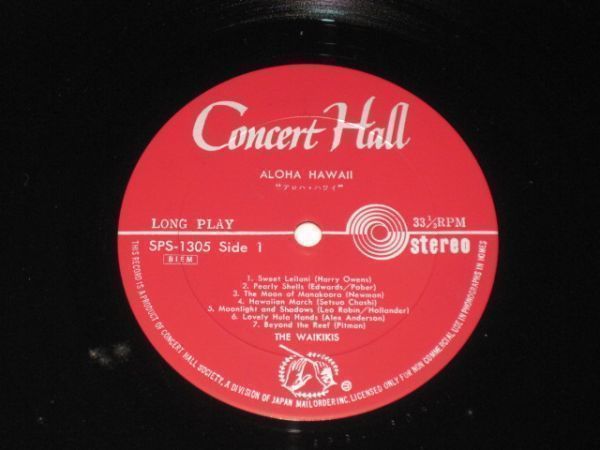 Concert Hall
ALOHA HAWAII
"アロハ・ハワイ"
LONG PLAY
33⅓RPM
SPS-1305 Side 1
stereo
BIEM
1. Sweet Leilani (Harry Owens)
2. Pearly Shells (Edwards/Pober)
3. The Moon of Manakoora (Newman)
4. Hawaiian March (Setsuo Ohashi)
5. Moonlight and Shadows (Leo Robin/Hollander)
6. Lovely Hula Hands (Alex Anderson)
7. Beyond the Reef (Pitman)
THE WAIKIKIS
THIS RECORD IS A PRODUCT OF CONCERT HALL SOCIETY, A DIVISION OF JAPAN MAIL ORDER INC. LICENSED ONLY FOR NON COMMERCIAL USE IN PHONOGRAPHS IN HOMES